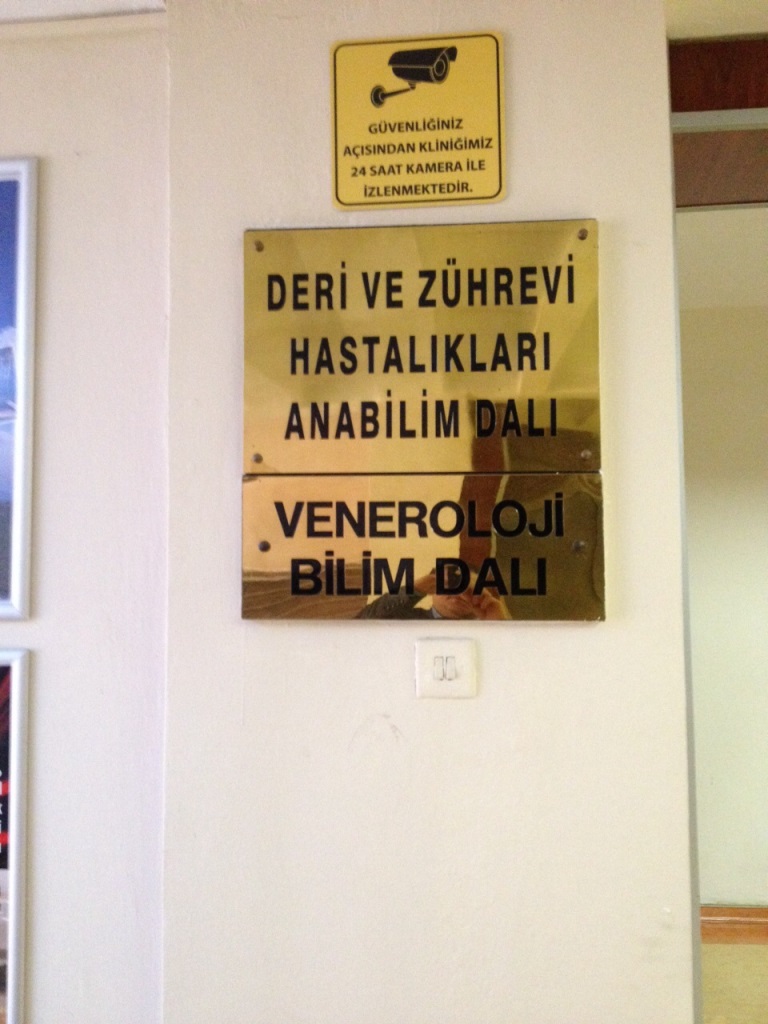 GÜVENLİĞİNİZ
AÇISINDAN KLİNİĞİMİZ
24 SAAT KAMERA İLE
İZLENMEKTEDİR.
DERİ VE ZÜHREVİ
HASTALIKLARI
ANABİLİM DALI
VENEROLOJİ
BİLİM DALI